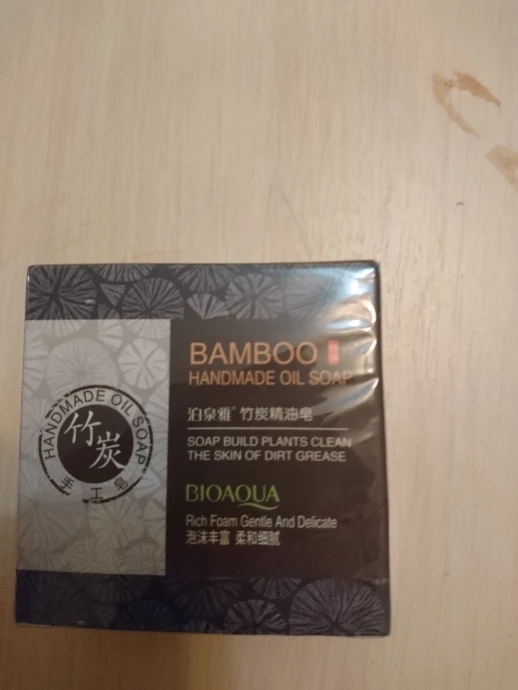 BAMBOO
HANDMADE OIL SOAP
泊泉雅® 竹炭精油皂
SOAP BUILD PLANTS CLEAN
THE SKIN OF DIRT GREASE
BIOAQUA
Rich Foam Gentle And Delicate
泡沫丰富 柔和细腻
HANDMADE OIL SOAP
竹炭
手工皂